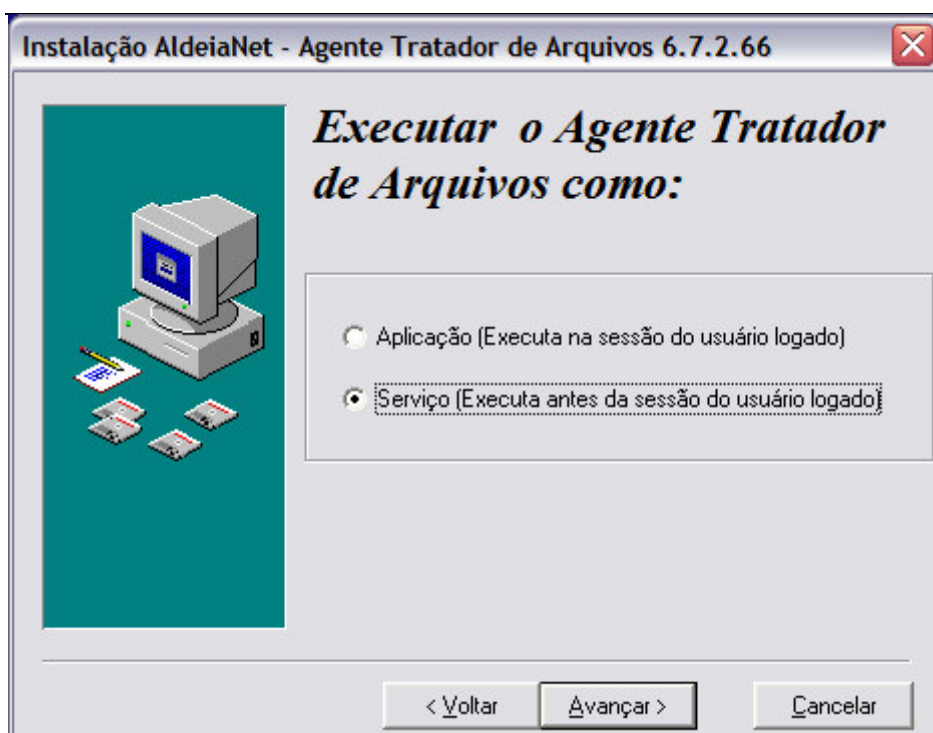 Instalação AldeiaNet - Agente Tratador de Arquivos 6.7.2.66
Executar o Agente Tratador
de Arquivos como:
Aplicação (Executa na sessão do usuário logado)
Serviço (Executa antes da sessão do usuário logado)
< Voltar
Avançar >
Cancelar